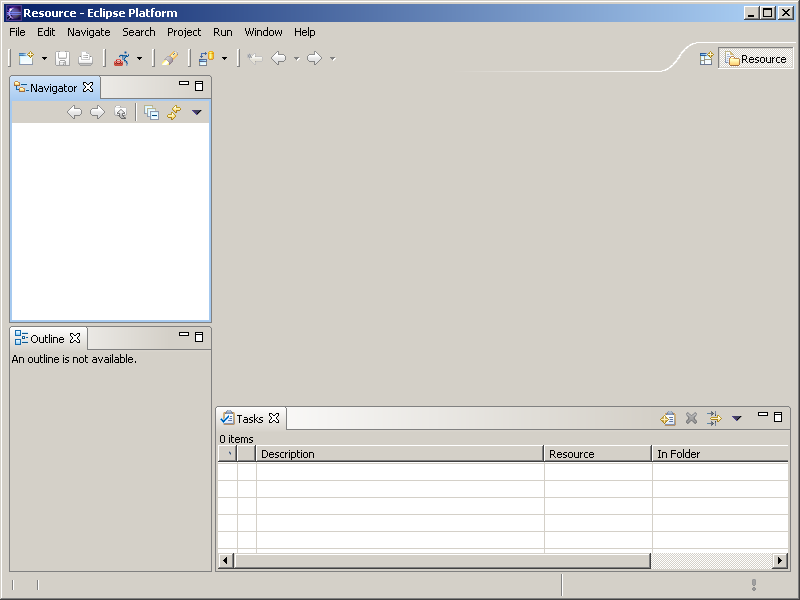 Resource - Eclipse Platform
File Edit Navigate Search Project Run Window Help
Resource
Navigator
Outline
An outline is not available.
Tasks
0 items
Description Resource In Folder